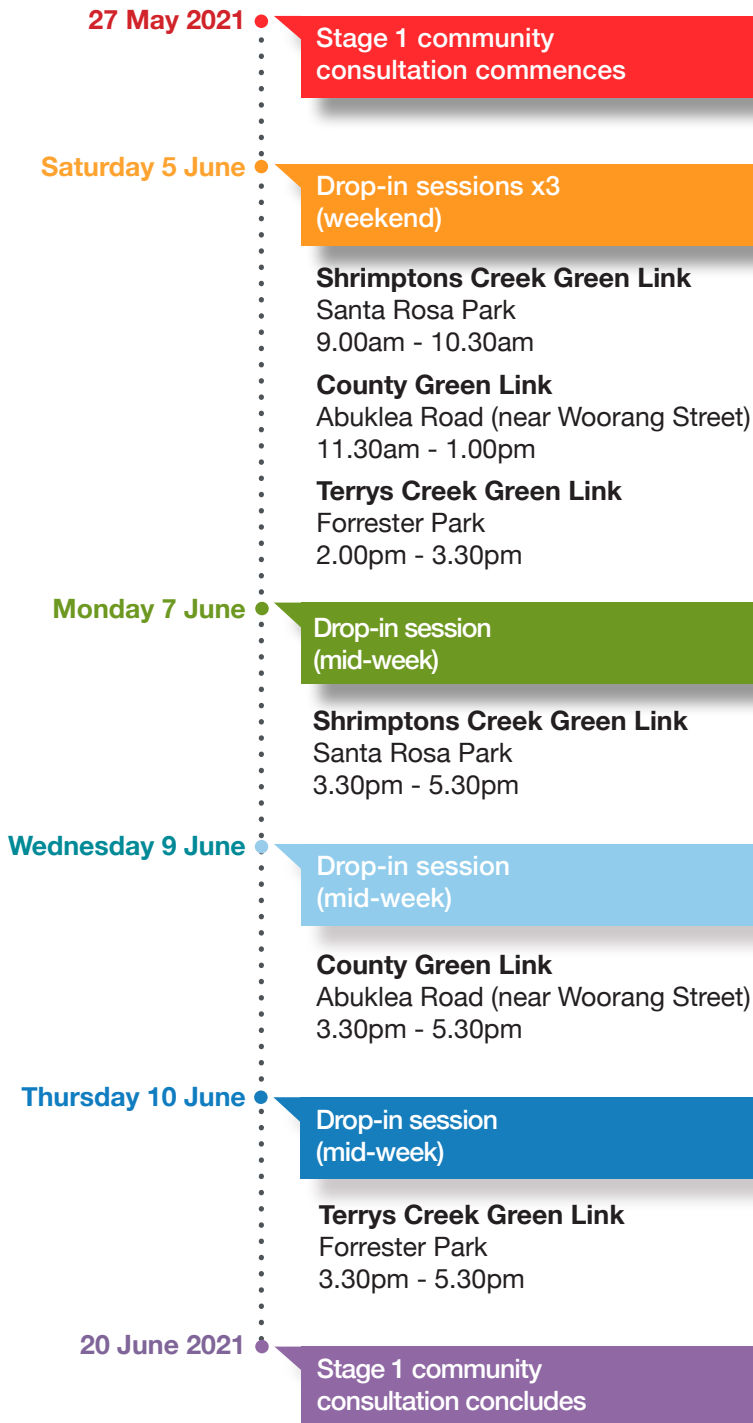 27 May 2021
Stage 1 community
consultation commences
Saturday 5 June
Drop-in sessions x3
(weekend)
Shrimptons Creek Green Link
Santa Rosa Park
9.00am - 10.30am
County Green Link
Abuklea Road (near Woorang Street)
11.30am - 1.00pm
Terrys Creek Green Link
Forrester Park
2.00pm - 3.30pm
Monday 7 June
Drop-in session
(mid-week)
Shrimptons Creek Green Link
Santa Rosa Park
3.30pm - 5.30pm
Wednesday 9 June
Drop-in session
(mid-week)
County Green Link
Abuklea Road (near Woorang Street)
3.30pm - 5.30pm
Thursday 10 June
Drop-in session
(mid-week)
Terrys Creek Green Link
Forrester Park
3.30pm - 5.30pm
20 June 2021
Stage 1 community
consultation concludes